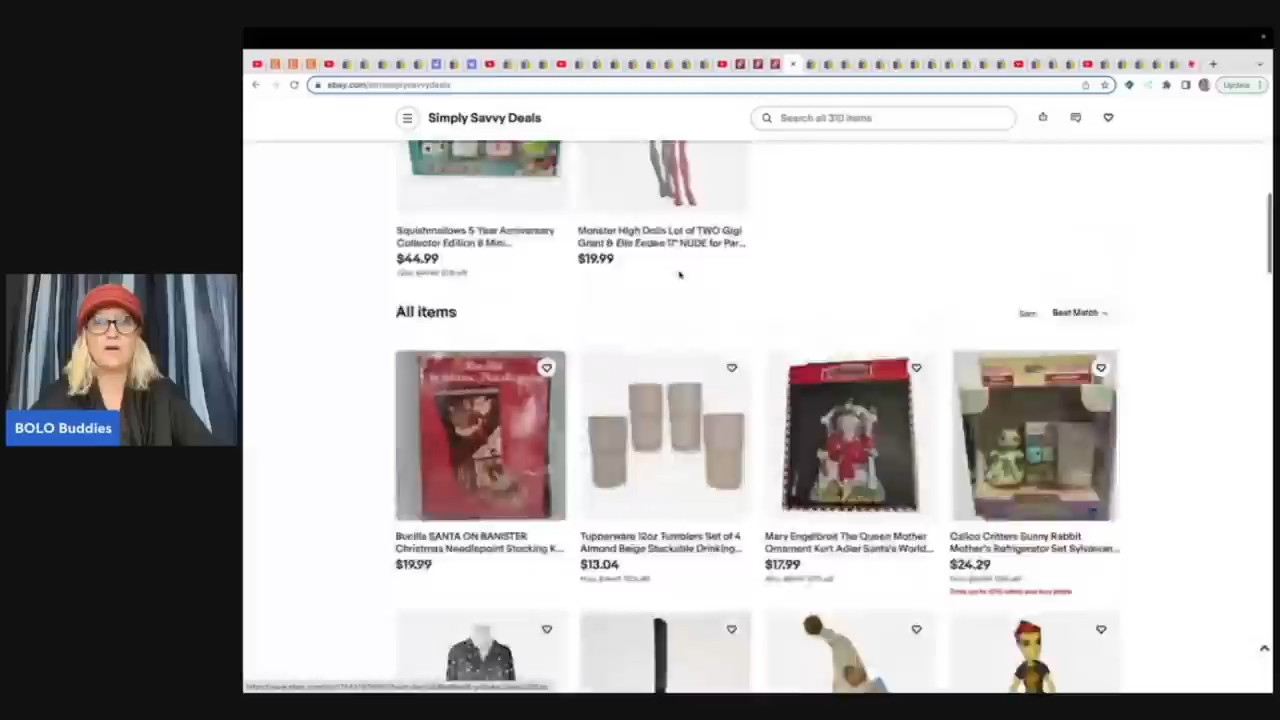 Update
Simply Savvy Deals
Search all 310 items
Squishmallows 5 Year Anniversary
Collector Edition 8 Mini...
$44.99
Monster High Dolls Lot of TWO Gigi
Grant & Elle Eedee 11" NUDE for Par...
$19.99
All items
Sort:
Best Match
Bucilla SANTA ON BANISTER
Christmas Needlepoint Stocking K...
$19.99
Tupperware 12oz Tumblers Set of 4
Almond Beige Stackable Drinking...
$13.04
Mary Engelbreit The Queen Mother
Ornament Kurt Adler Santa's World...
$17.99
Calico Critters Bunny Rabbit
Mother's Refrigerator Set Sylvanian...
$24.29
BOLO Buddies